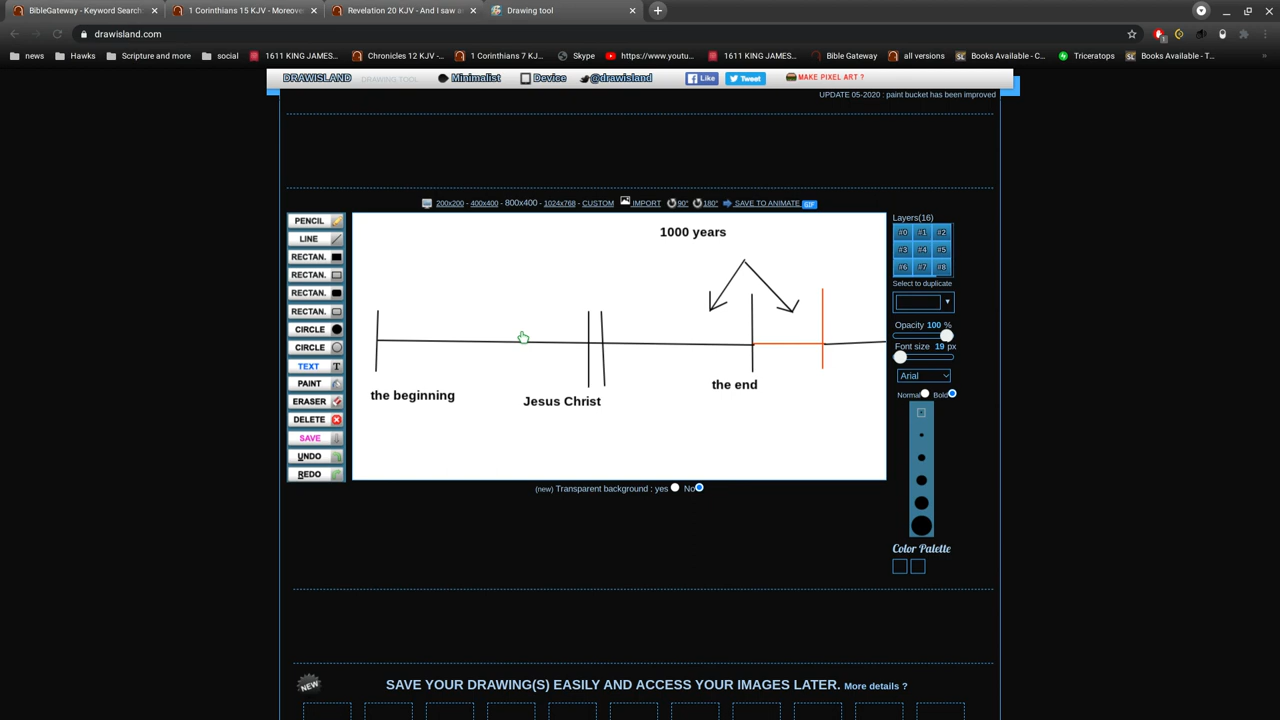 BibleGateway - Keyword Search:
1 Corinthians 15 KJV - Moreover
Revelation 20 KJV - And I saw a
Drawing tool
drawisland.com
news
Hawks
Scripture and more
social
1611 KING JAMES...
Chronicles 12 KJV -...
1 Corinthians 7 KJ...
Skype
https://www.youtu...
1611 KING JAMES...
Bible Gateway
all versions
Books Available - C...
Triceratops
Books Available - T...
»
DRAWISLAND
DRAWING TOOL
Minimalist
Device
@drawisland
Like
Tweet
MAKE PIXEL ART ?
UPDATE 05-2020 : paint bucket has been improved
200x200 - 400x400 - 800x400 - 1024x768 - CUSTOM IMPORT 90° 180° SAVE TO ANIMATE GIF
PENCIL
LINE
RECTAN.
RECTAN.
RECTAN.
RECTAN.
CIRCLE
CIRCLE
TEXT T
PAINT
ERASER
DELETE
SAVE
UNDO
REDO
1000 years
the beginning
Jesus Christ
the end
Layers(16)
#0 #1 #2
#3 #4 #5
#6 #7 #8
Select to duplicate
Opacity 100 %
Font size 19 px
Arial
Normal Bold
Color Palette
(new) Transparent background : yes No
NEW
SAVE YOUR DRAWING(S) EASILY AND ACCESS YOUR IMAGES LATER. More details ?